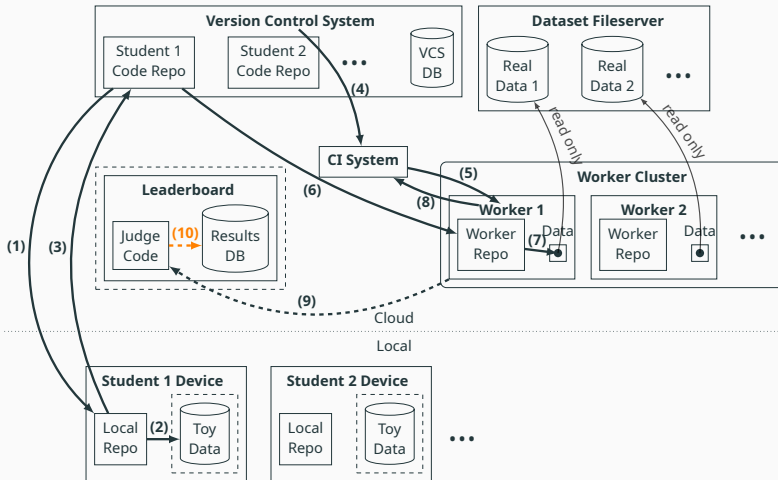 Version Control System
Student 1
Code Repo
Student 2
Code Repo
•••
VCS
DB
Dataset Fileserver
Real
Data 1
Real
Data 2
•••
(4)
read only
read only
CI System
(5)
(8)
(6)
Worker Cluster
Leaderboard
Judge
Code
(10)
Results
DB
Worker 1
Worker
Repo
(7)
Data
Worker 2
Worker
Repo
Data
•••
(1)
(3)
(9)
Cloud
Local
Student 1 Device
Local
Repo
(2)
Toy
Data
Student 2 Device
Local
Repo
Toy
Data
•••